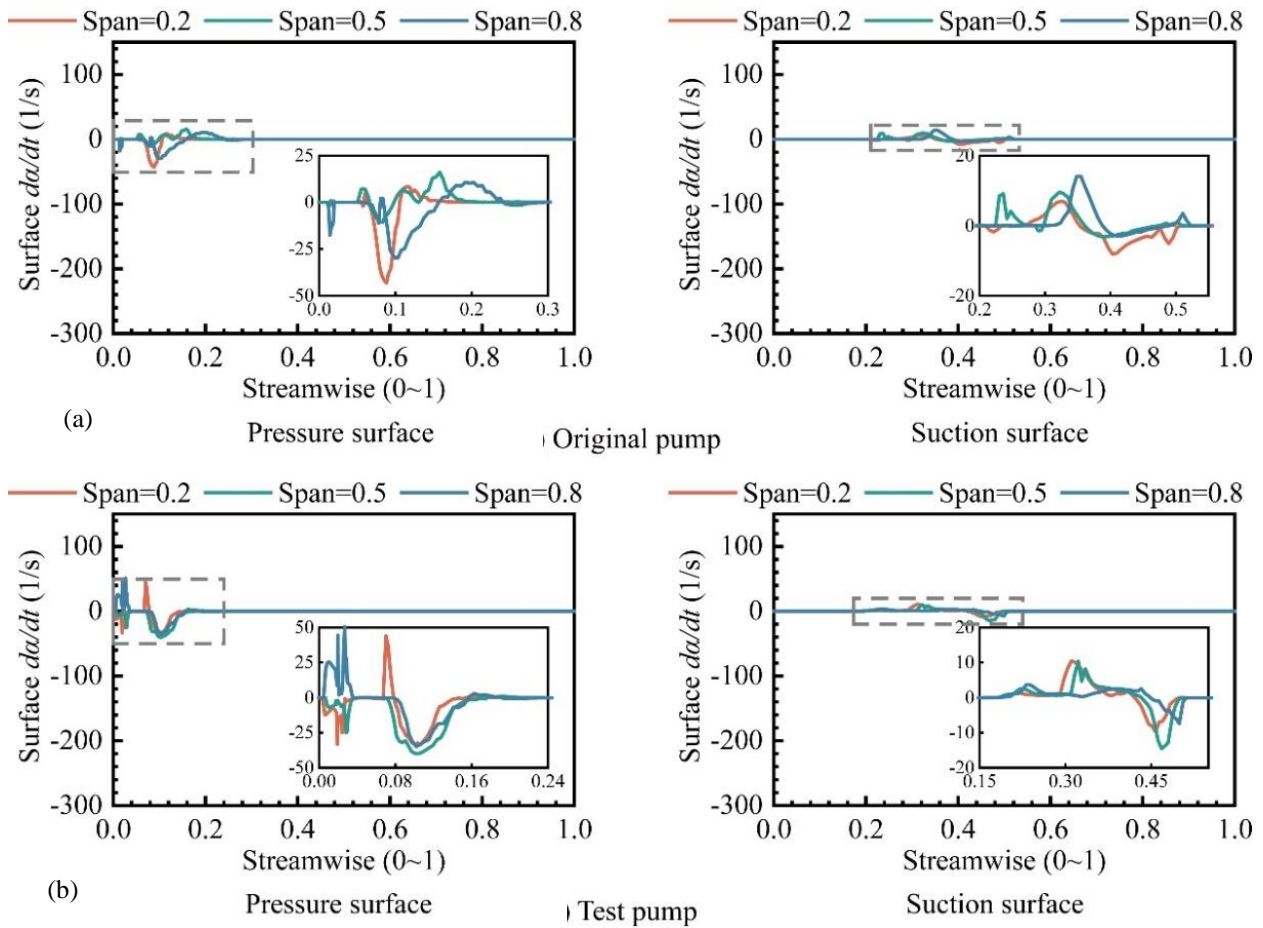 Span=0.2 Span=0.5 Span=0.8
Span=0.2 Span=0.5 Span=0.8
Surface dα/dt (1/s)
100
0
-100
-200
-300
25
0
-25
-50
0.0 0.1 0.2 0.3
0.0 0.2 0.4 0.6 0.8 1.0
Streamwise (0~1)
Pressure surface
Surface dα/dt (1/s)
100
0
-100
-200
-300
20
0
-20
0.2 0.3 0.4 0.5
0.0 0.2 0.4 0.6 0.8 1.0
Streamwise (0~1)
Suction surface
(a)
) Original pump
Span=0.2 Span=0.5 Span=0.8
Span=0.2 Span=0.5 Span=0.8
Surface dα/dt (1/s)
100
0
-100
-200
-300
50
25
0
-25
-50
0.00 0.08 0.16 0.24
0.0 0.2 0.4 0.6 0.8 1.0
Streamwise (0~1)
Pressure surface
Surface dα/dt (1/s)
100
0
-100
-200
-300
20
10
0
-10
-20
0.15 0.30 0.45
0.0 0.2 0.4 0.6 0.8 1.0
Streamwise (0~1)
Suction surface
(b)
) Test pump